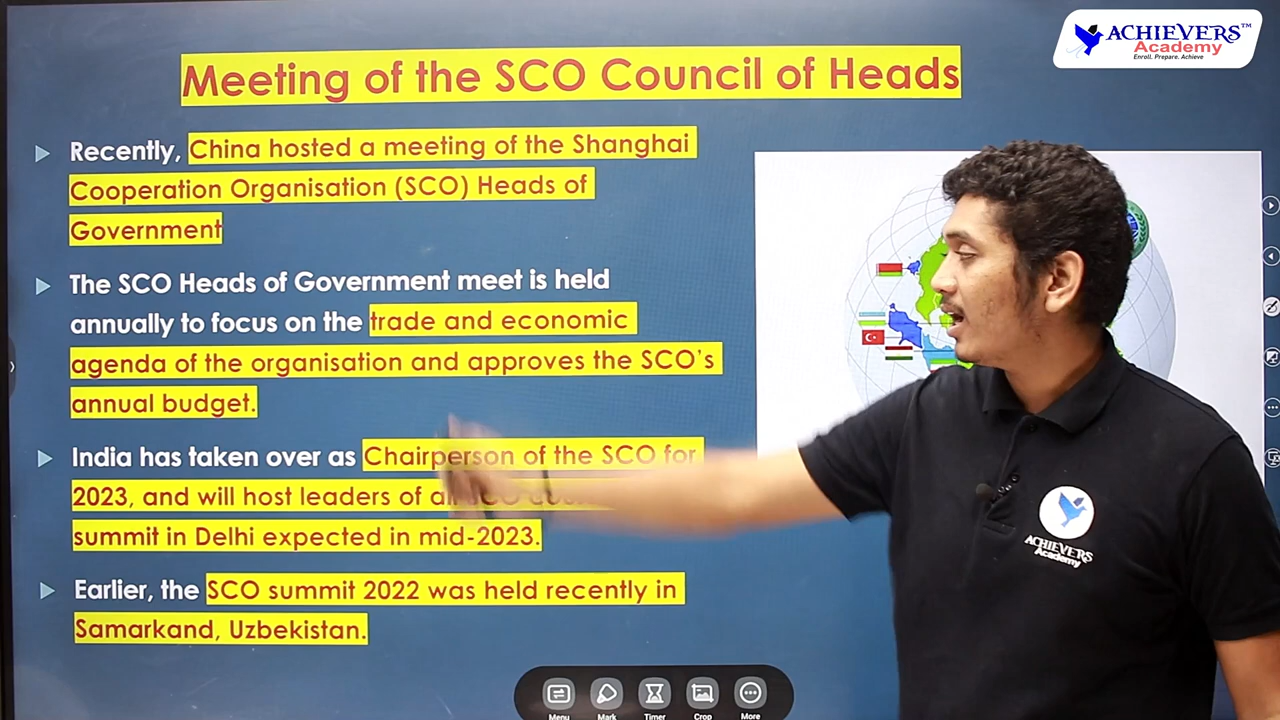 ACHIEVERS™
Academy
Enroll. Prepare. Achieve
Meeting of the SCO Council of Heads
Recently, China hosted a meeting of the Shanghai
Cooperation Organisation (SCO) Heads of
Government
The SCO Heads of Government meet is held
annually to focus on the trade and economic
agenda of the organisation and approves the SCO's
annual budget.
India has taken over as Chairperson of the SCO for
2023, and will host leaders of all SCO
summit in Delhi expected in mid-2023.
Earlier, the SCO summit 2022 was held recently in
Samarkand, Uzbekistan.
ACHIEVERS
Academy
Menu
Mark
Timer
Crop
More